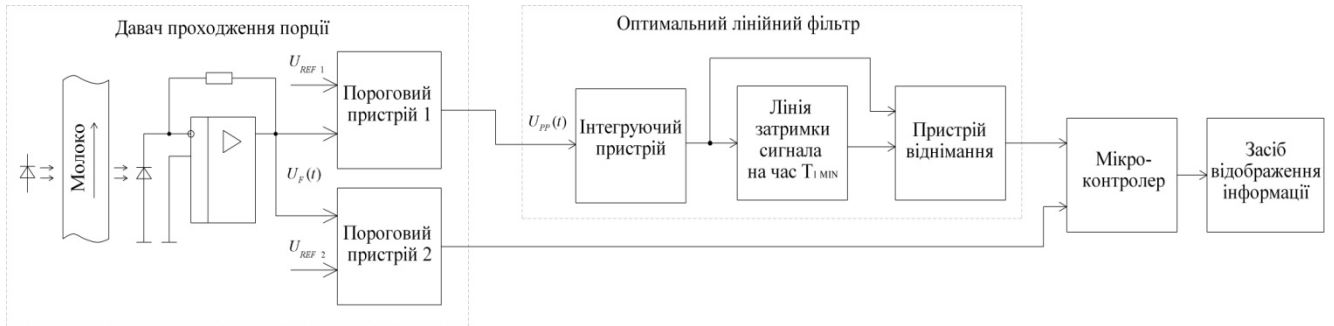 Давач проходження порції
Оптимальний лінійний фільтр
Молоко
U_F(t)
U_REF 1
Пороговий
пристрій 1
U_REF 2
Пороговий
пристрій 2
U_PP(t)
Інтегруючий
пристрій
Лінія
затримки
сигнала
на час T_1 MIN
Пристрій
віднімання
Мікро-
контролер
Засіб
відображення
інформації